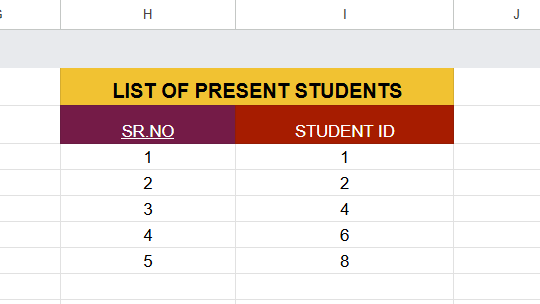 H I J
LIST OF PRESENT STUDENTS
SR.NO STUDENT ID
1 1
2 2
3 4
4 6
5 8